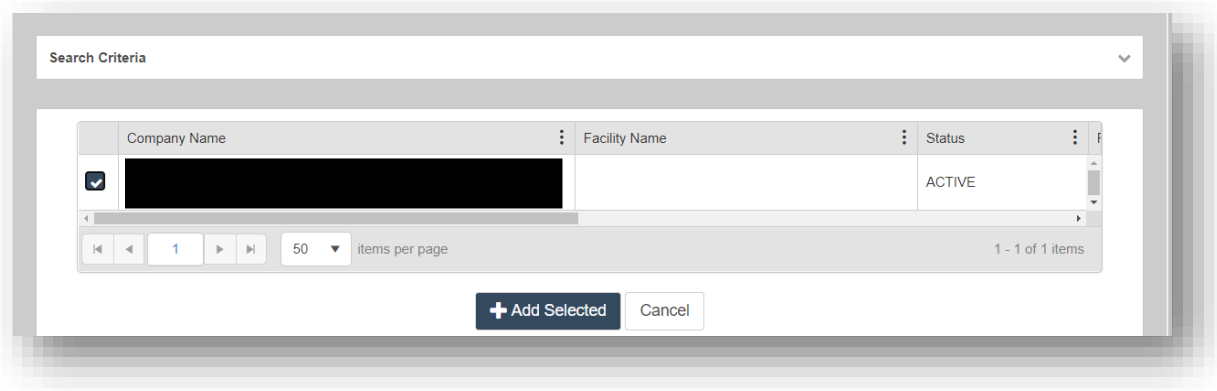 Search Criteria
Company Name Facility Name Status
ACTIVE
1 50 items per page 1 - 1 of 1 items
Add Selected Cancel